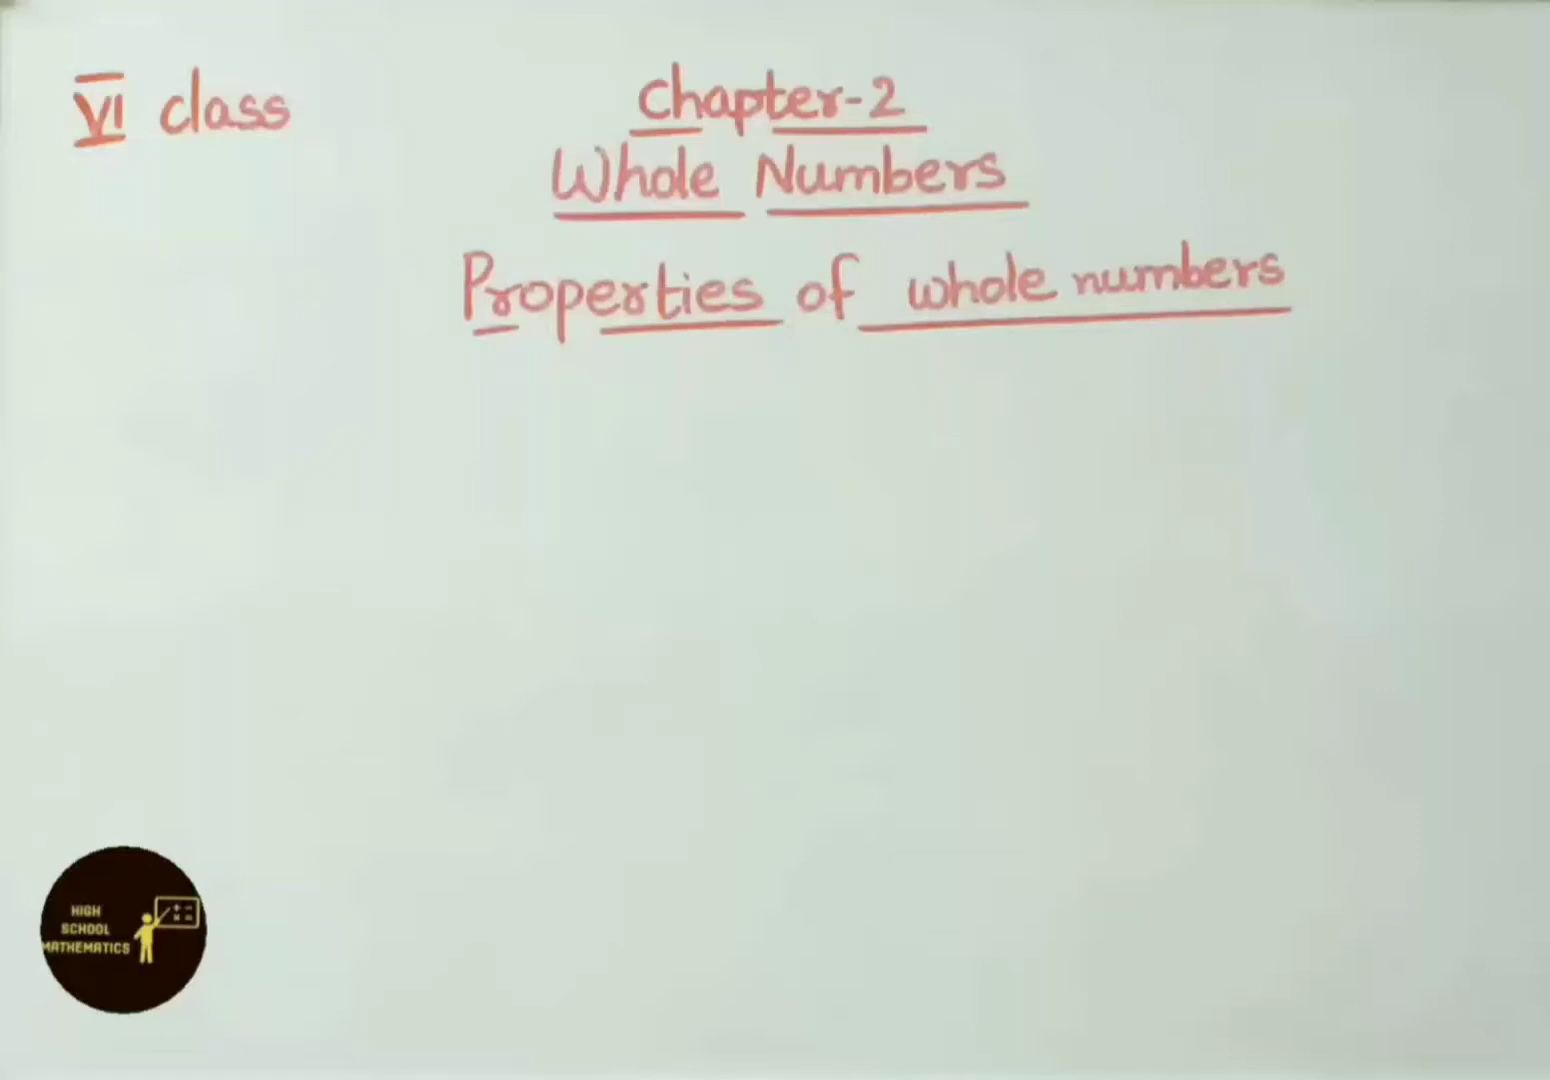 VI class
Chapter-2
Whole Numbers
Properties of whole numbers
HIGH
SCHOOL
MATHEMATICS